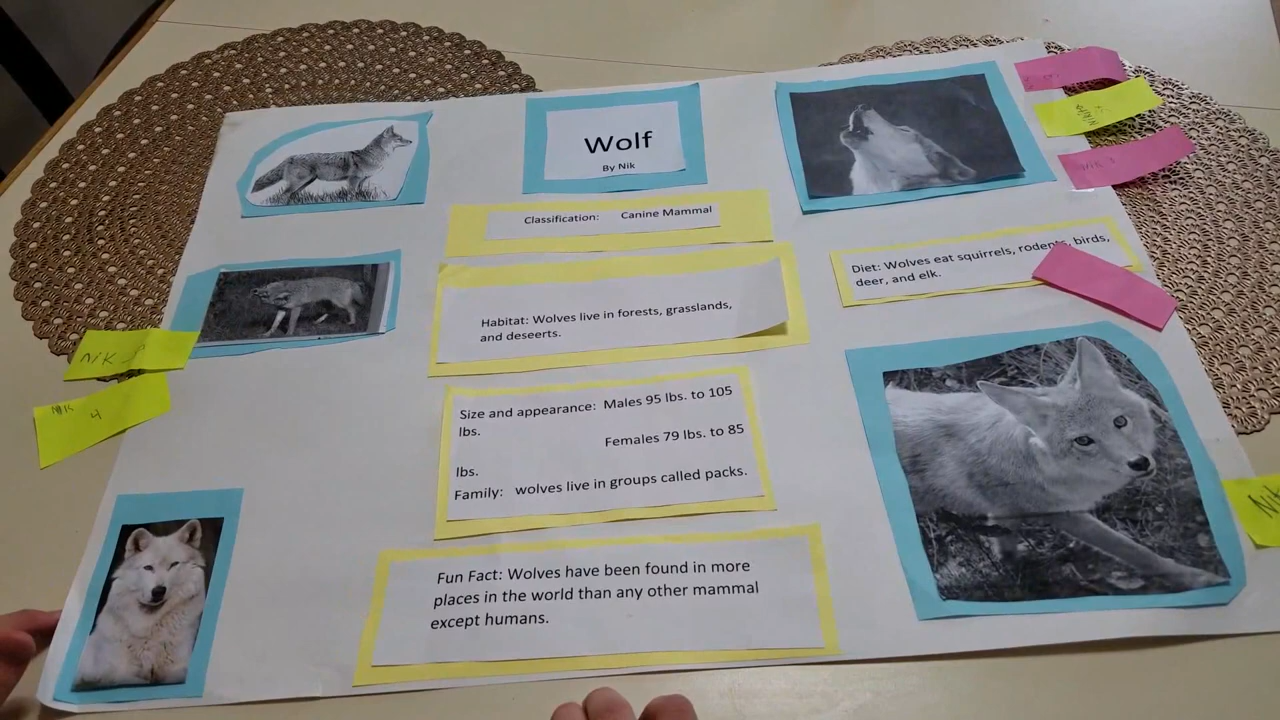 Wolf
By Nik
Classification: Canine Mammal
Habitat: Wolves live in forests, grasslands,
and deseerts.
Size and appearance: Males 95 lbs. to 105
lbs.
Females 79 lbs. to 85
lbs.
Family: wolves live in groups called packs.
Fun Fact: Wolves have been found in more
places in the world than any other mammal
except humans.
Diet: Wolves eat squirrels, rodents, birds,
deer, and elk.
NiK
NIK 4
NiK 3